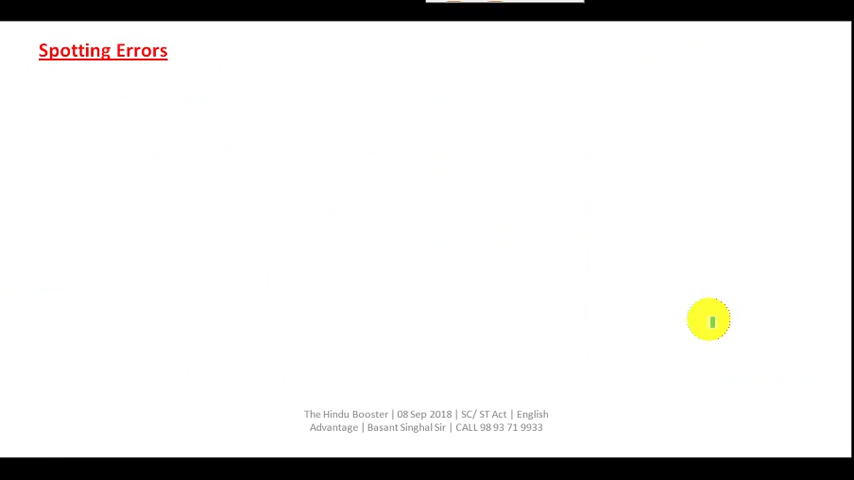 Spotting Errors
The Hindu Booster | 08 Sep 2018 | SC/ ST Act | English
Advantage | Basant Singhal Sir | CALL 98 93 71 9933